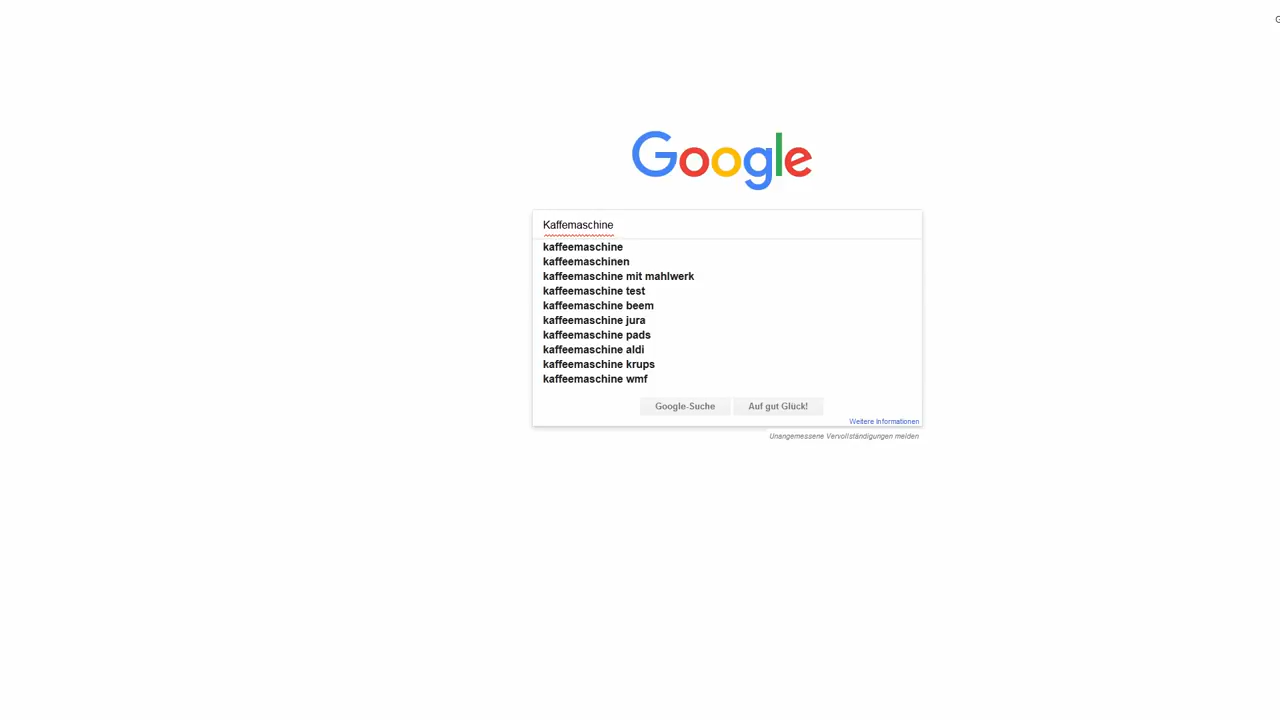 Google
Kaffemaschine
kaffeemaschine
kaffeemaschinen
kaffeemaschine mit mahlwerk
kaffeemaschine test
kaffeemaschine beem
kaffeemaschine jura
kaffeemaschine pads
kaffeemaschine aldi
kaffeemaschine krups
kaffeemaschine wmf
Google-Suche Auf gut Glück!
Weitere Informationen
Unangemessene Vervollständigungen melden